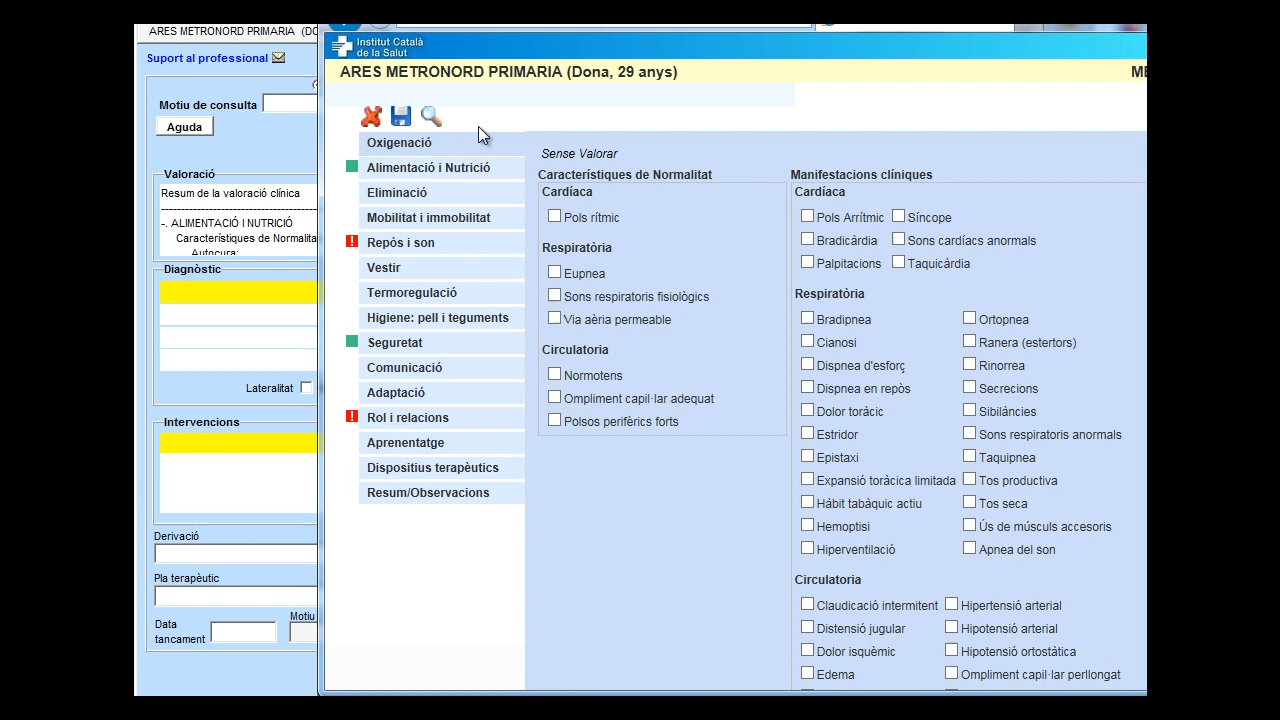 ARES METRONORD PRIMARIA (DO
Suport al professional
Motiu de consulta
Aguda
Valoració
Resum de la valoració clínica
-. ALIMENTACIÓ I NUTRICIÓ
Característiques de Normalita
Autocura:
Diagnòstic
Lateralitat
Intervencions
Derivació
Pla terapèutic
Data tancament
Motiu
Institut Català
de la Salut
ARES METRONORD PRIMARIA (Dona, 29 anys)
ME
Oxigenació
Alimentació i Nutrició
Eliminació
Mobilitat i immobilitat
! Repòs i son
Vestir
Termoregulació
Higiene: pell i teguments
Seguretat
Comunicació
Adaptació
! Rol i relacions
Aprenentatge
Dispositius terapèutics
Resum/Observacions
Sense Valorar
Característiques de Normalitat
Cardíaca
Pols rítmic
Respiratòria
Eupnea
Sons respiratoris fisiològics
Via aèria permeable
Circulatoria
Normotens
Ompliment capil·lar adequat
Polsos perifèrics forts
Manifestacions clíniques
Cardíaca
Pols Arrítmic Síncope
Bradicàrdia Sons cardíacs anormals
Palpitacions Taquicàrdia
Respiratòria
Bradipnea Ortopnea
Cianosi Ranera (estertors)
Dispnea d'esforç Rinorrea
Dispnea en repòs Secrecions
Dolor toràcic Sibilàncies
Estridor Sons respiratoris anormals
Epistaxi Taquipnea
Expansió toràcica limitada Tos productiva
Hàbit tabàquic actiu Tos seca
Hemoptisi Ús de músculs accesoris
Hiperventilació Apnea del son
Circulatoria
Claudicació intermitent Hipertensió arterial
Distensió jugular Hipotensió arterial
Dolor isquèmic Hipotensió ortostàtica
Edema Ompliment capil·lar perllongat